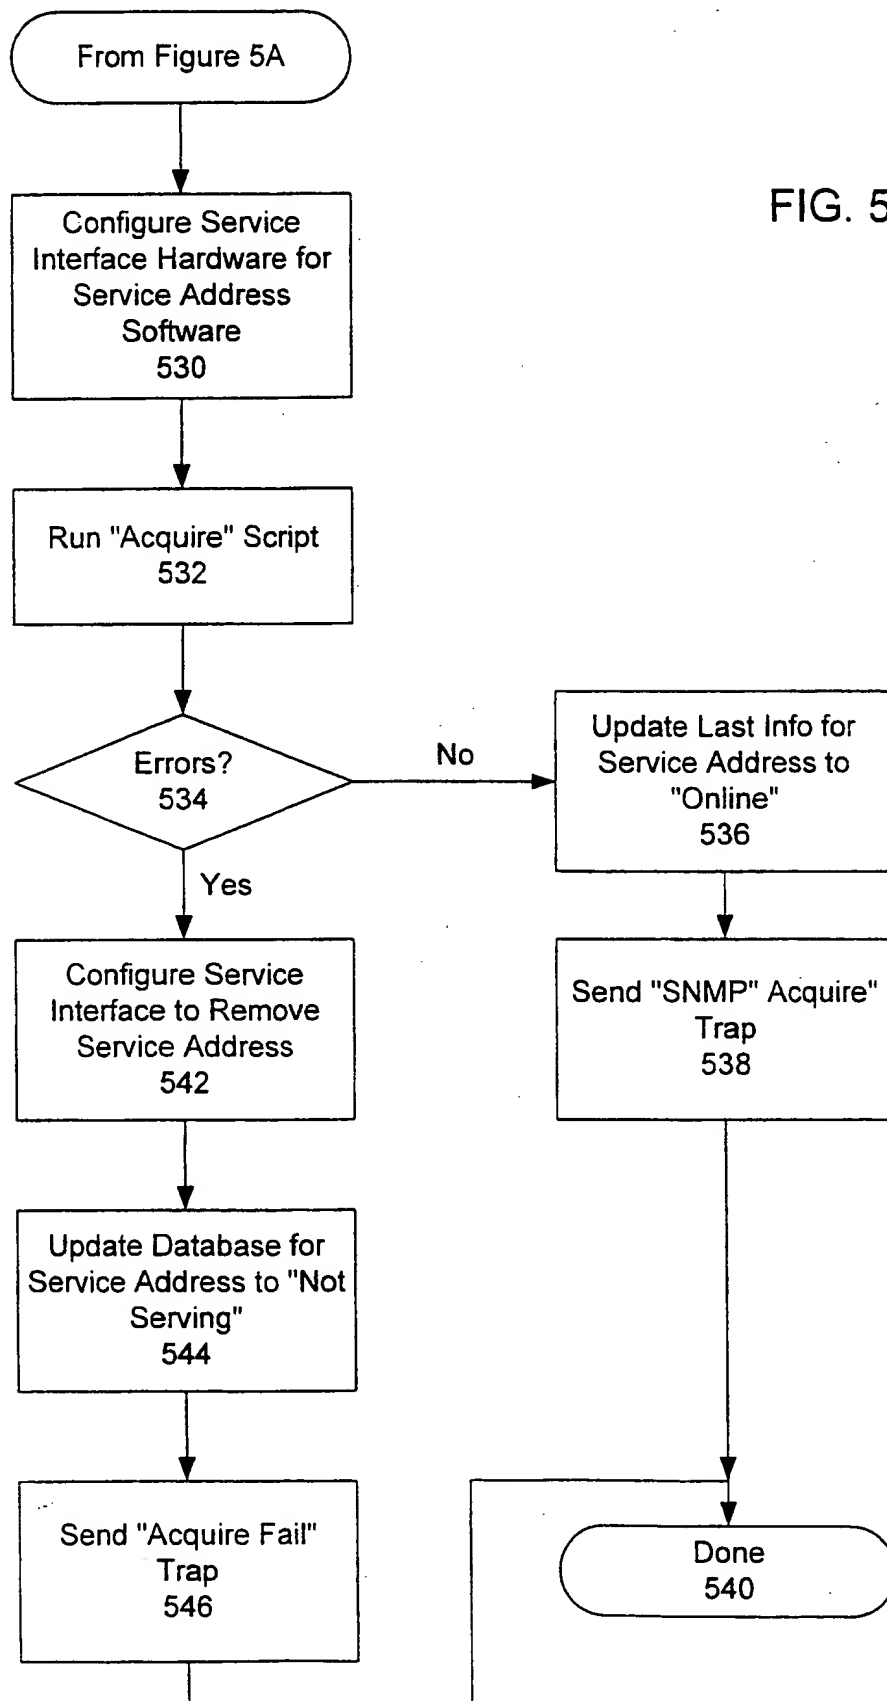 From Figure 5A
FIG. 5
Configure Service
Interface Hardware for
Service Address
Software
530
Run "Acquire" Script
532
Errors?
534
No
Yes
Update Last Info for
Service Address to
"Online"
536
Send "SNMP" Acquire"
Trap
538
Configure Service
Interface to Remove
Service Address
542
Update Database for
Service Address to "Not
Serving"
544
Send "Acquire Fail"
Trap
546
Done
540